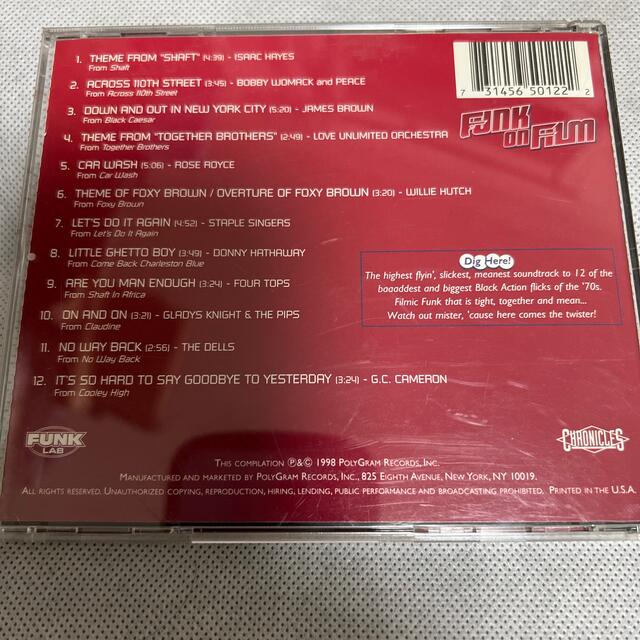 1. THEME FROM "SHAFT" (4:39) - ISAAC HAYES
From Shaft
2. ACROSS 110TH STREET (3:45) - BOBBY WOMACK and PEACE
From Across 110th Street
3. DOWN AND OUT IN NEW YORK CITY (5:20) - JAMES BROWN
From Black Caesar
4. THEME FROM "TOGETHER BROTHERS" (2:49) - LOVE UNLIMITED ORCHESTRA
From Together Brothers
5. CAR WASH (5:06) - ROSE ROYCE
From Car Wash
6. THEME OF FOXY BROWN / OVERTURE OF FOXY BROWN (3:20) - WILLIE HUTCH
From Foxy Brown
7. LET'S DO IT AGAIN (4:52) - STAPLE SINGERS
From Let's Do It Again
8. LITTLE GHETTO BOY (3:49) - DONNY HATHAWAY
From Come Back Charleston Blue
9. ARE YOU MAN ENOUGH (3:24) - FOUR TOPS
From Shaft In Africa
10. ON AND ON (3:21) - GLADYS KNIGHT & THE PIPS
From Claudine
11. NO WAY BACK (2:56) - THE DELLS
From No Way Back
12. IT'S SO HARD TO SAY GOODBYE TO YESTERDAY (3:24) - G.C. CAMERON
From Cooley High
7 31456 50122 2
FUNK
on FILM
Dig Here!
The highest flyin', slickest, meanest soundtrack to 12 of the
baaaddest and biggest Black Action flicks of the '70s.
Filmic Funk that is tight, together and mean...
Watch out mister, 'cause here comes the twister!
FUNK
LAB
CHRONICLES
THIS COMPILATION ℗&© 1998 POLYGRAM RECORDS, INC.
MANUFACTURED AND MARKETED BY POLYGRAM RECORDS, INC., 825 EIGHTH AVENUE, NEW YORK, NY 10019.
ALL RIGHTS RESERVED. UNAUTHORIZED COPYING, REPRODUCTION, HIRING, LENDING, PUBLIC PERFORMANCE AND BROADCASTING PROHIBITED. PRINTED IN THE U.S.A.